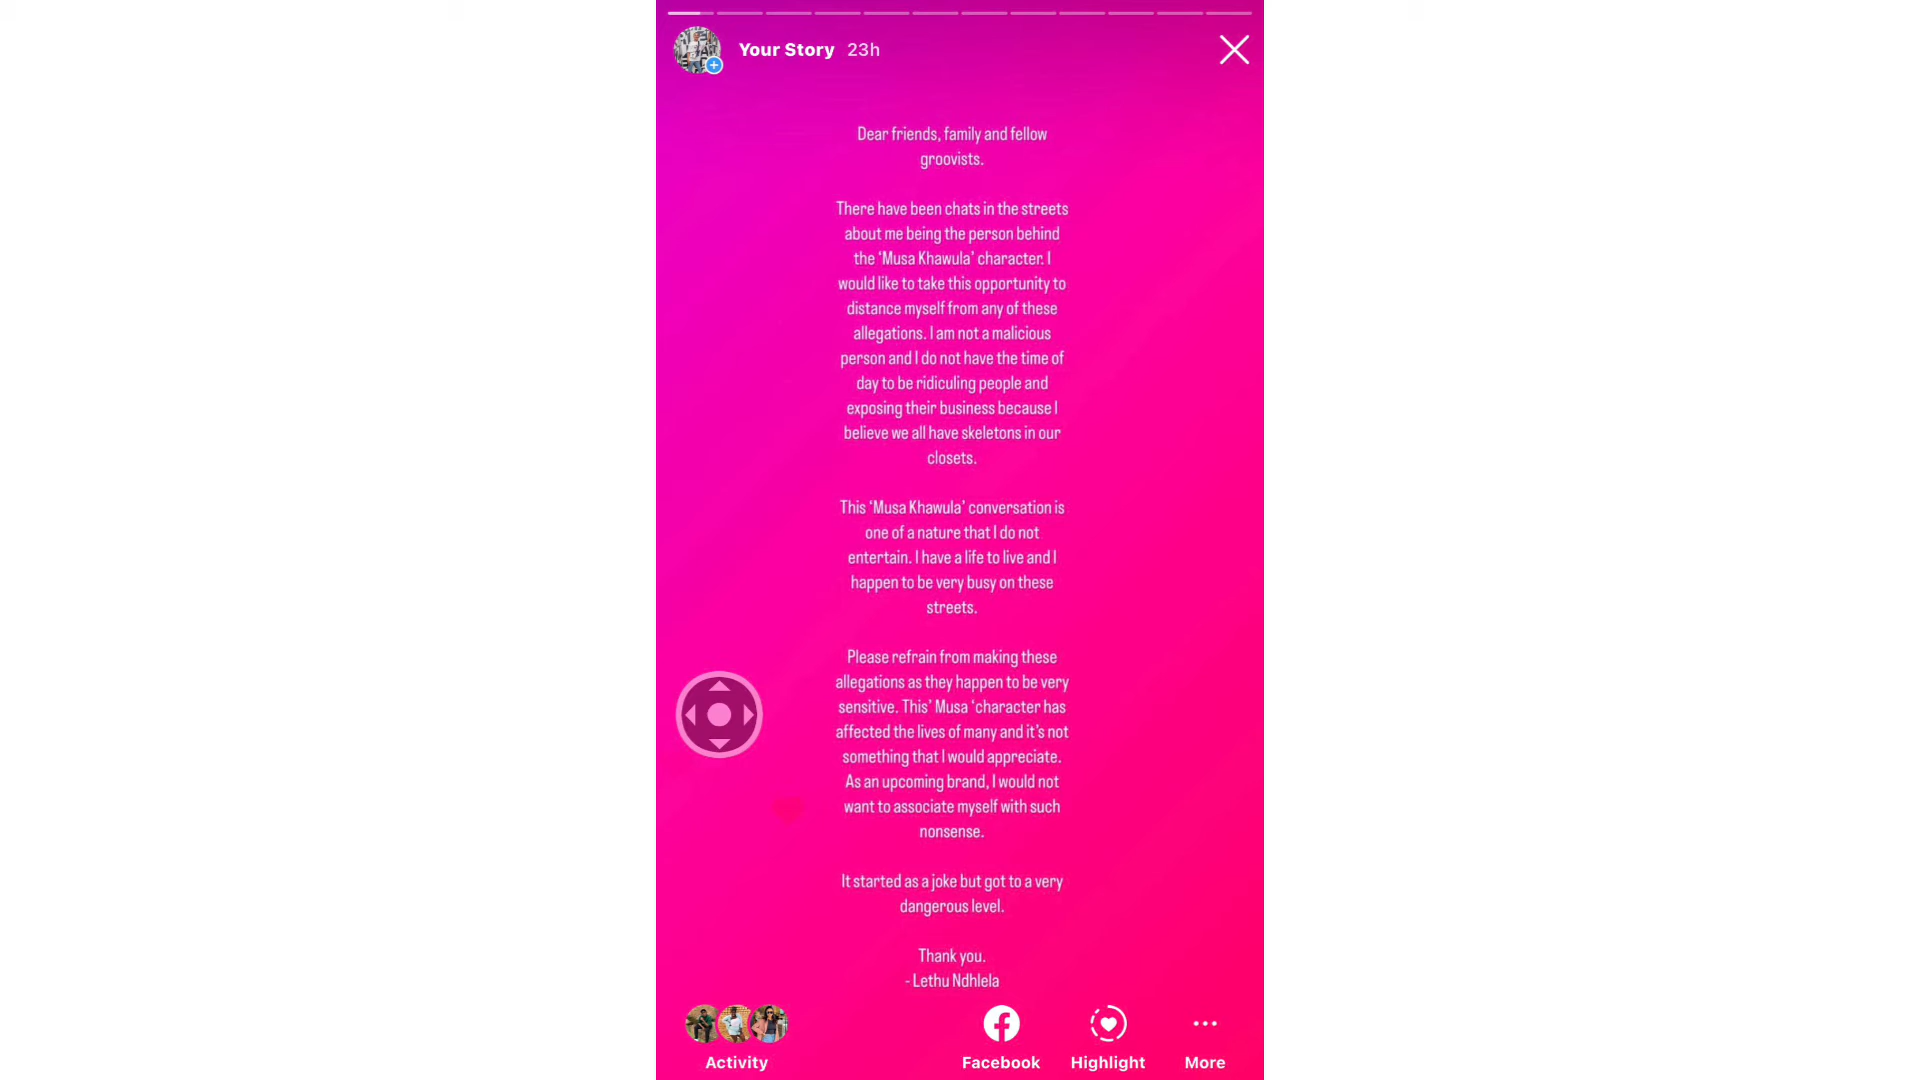 Your Story 23h
Dear friends, family and fellow
groovists.
There have been chats in the streets
about me being the person behind
the ‘Musa Khawula’ character. I
would like to take this opportunity to
distance myself from any of these
allegations. I am not a malicious
person and I do not have the time of
day to be ridiculing people and
exposing their business because I
believe we all have skeletons in our
closets.
This ‘Musa Khawula’ conversation is
one of a nature that I do not
entertain. I have a life to live and I
happen to be very busy on these
streets.
Please refrain from making these
allegations as they happen to be very
sensitive. This’ Musa ‘character has
affected the lives of many and it’s not
something that I would appreciate.
As an upcoming brand, I would not
want to associate myself with such
nonsense.
It started as a joke but got to a very
dangerous level.
Thank you.
- Lethu Ndhlela
Activity
Facebook
Highlight
More